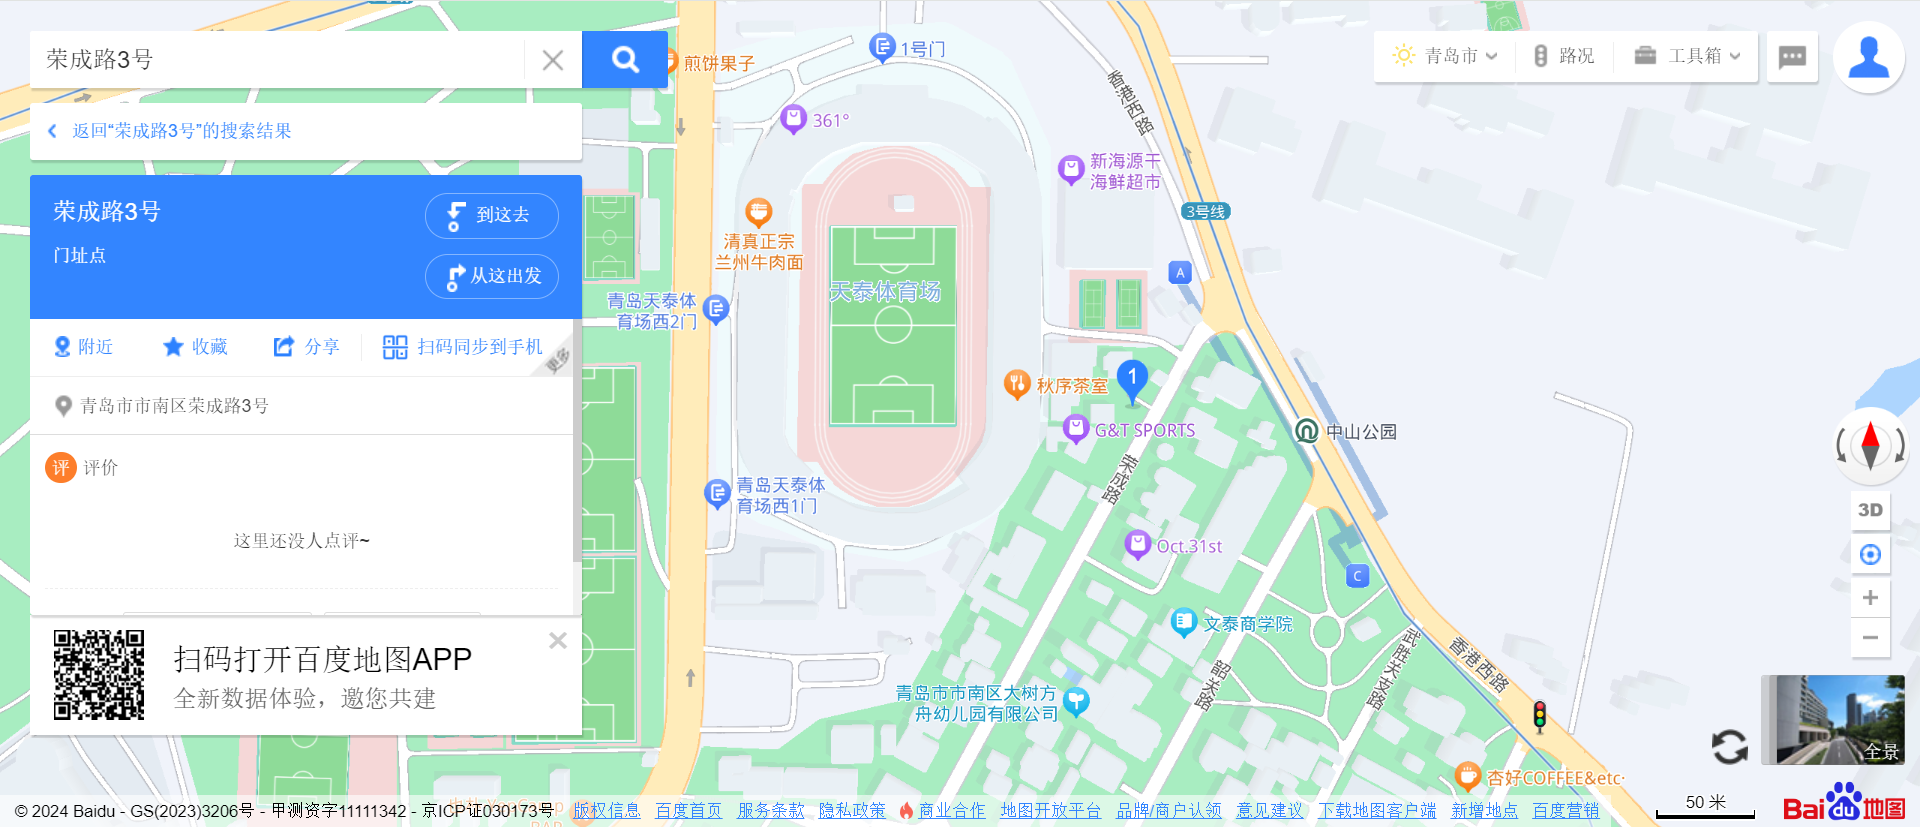 荣成路3号
返回“荣成路3号”的搜索结果
荣成路3号
门址点
到这去
从这出发
附近
收藏
分享
扫码同步到手机
更多
青岛市市南区荣成路3号
评 评价
这里还没人点评~
扫码打开百度地图APP
全新数据体验，邀您共建
煎饼果子
1号门
361°
新海源干
海鲜超市
香港西路
3号线
清真正宗
兰州牛肉面
天泰体育场
青岛天泰体
育场西2门
A
1
秋序茶室
G&T SPORTS
中山公园
荣成路
青岛天泰体
育场西1门
Oct.31st
C
文泰商学院
韶关路
武胜关支路
香港西路
青岛市市南区大树方
舟幼儿园有限公司
杏好COFFEE&etc·
青岛市
路况
工具箱
3D
全景
50 米
Bai du 地图
© 2024 Baidu - GS(2023)3206号 - 甲测资字11111342 - 京ICP证030173号 版权信息 百度首页 服务条款 隐私政策 商业合作 地图开放平台 品牌/商户认领 意见建议 下载地图客户端 新增地点 百度营销